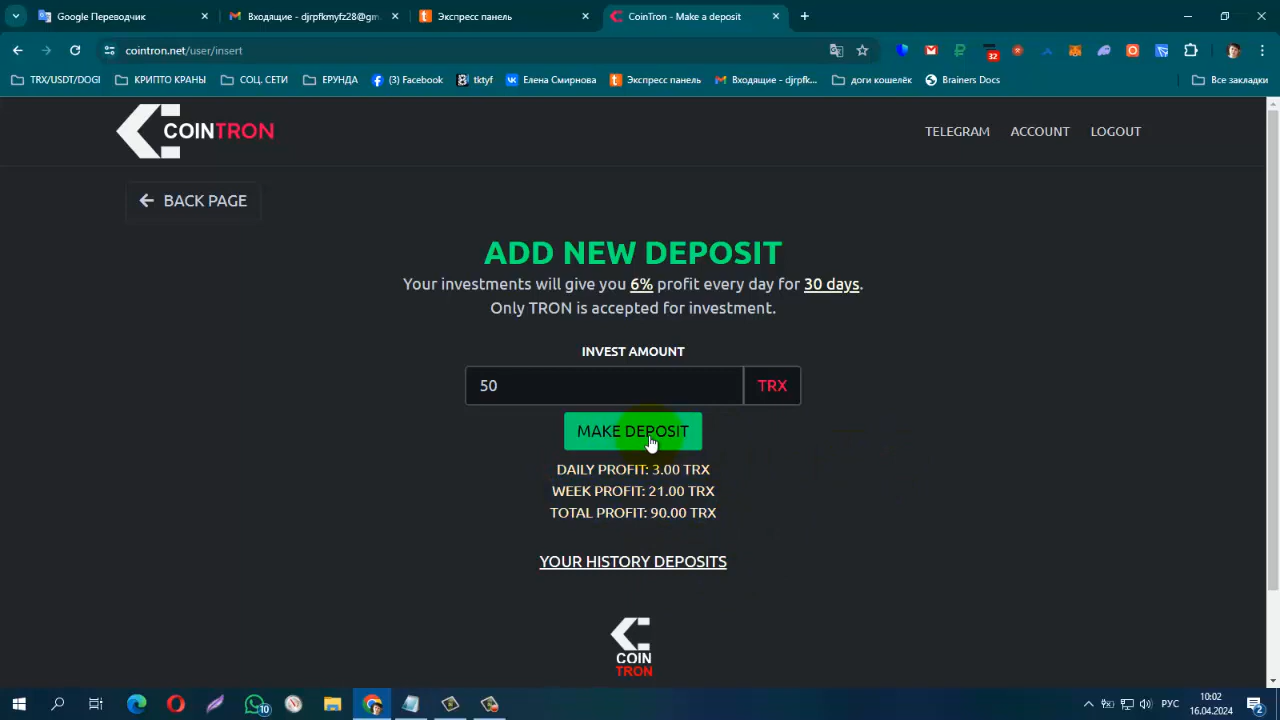 Google Переводчик
Входящие - djrpfkmyfz28@gm
Экспресс панель
CoinTron - Make a deposit
cointron.net/user/insert
32
TRX/USDT/DOGI
КРИПТО КРАНЫ
СОЦ. СЕТИ
ЕРУНДА
(3) Facebook
tktyf
Елена Смирнова
Экспресс панель
Входящие - djrpfk...
доги кошелёк
Brainers Docs
Все закладки
COINTRON
TELEGRAM
ACCOUNT
LOGOUT
BACK PAGE
ADD NEW DEPOSIT
Your investments will give you 6% profit every day for 30 days.
Only TRON is accepted for investment.
INVEST AMOUNT
50
TRX
MAKE DEPOSIT
DAILY PROFIT: 3.00 TRX
WEEK PROFIT: 21.00 TRX
TOTAL PROFIT: 90.00 TRX
YOUR HISTORY DEPOSITS
COIN
TRON
10
РУС
10:02
16.04.2024
2